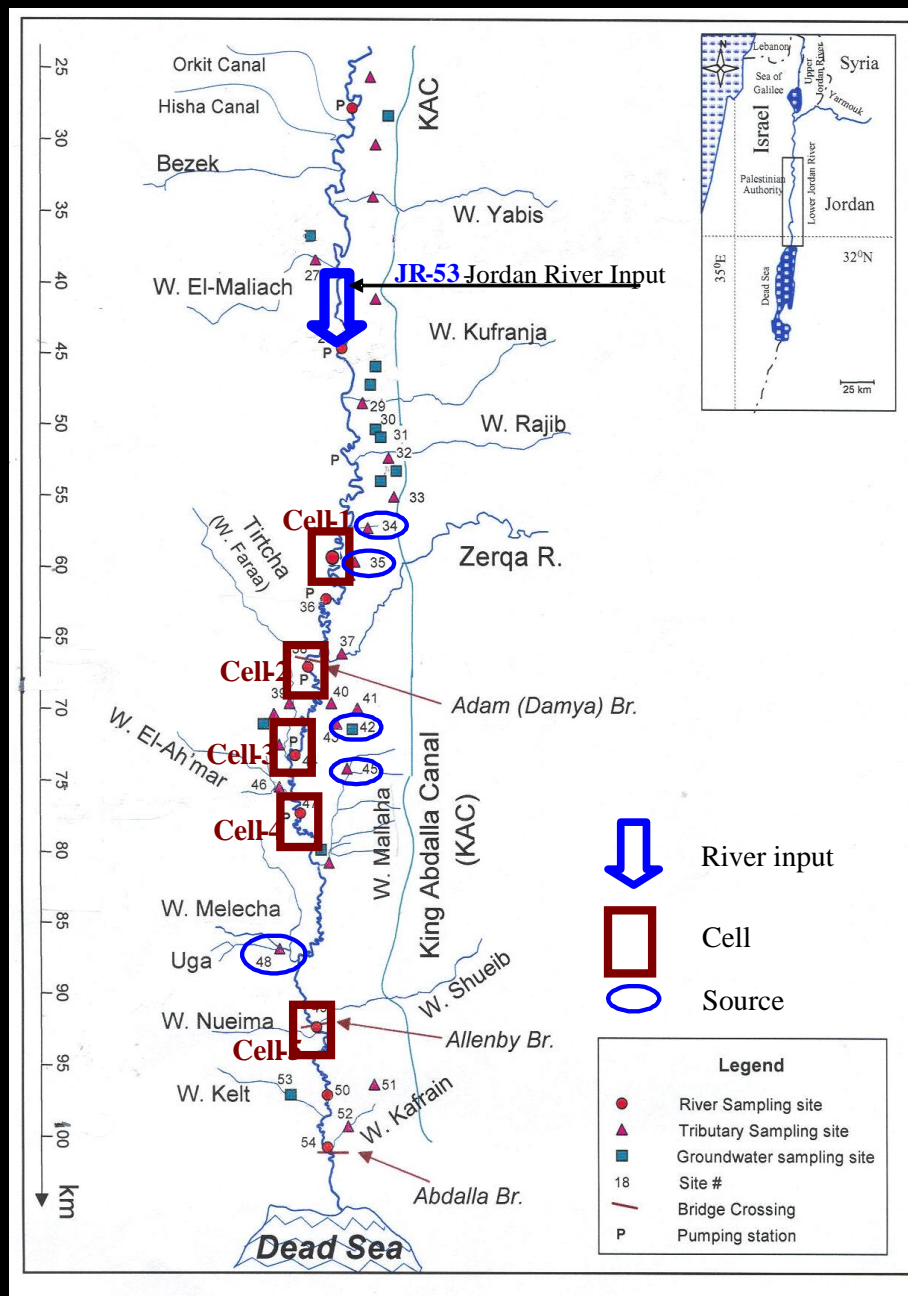 25
30
35
40
45
50
55
60
65
70
75
80
85
90
95
100
km
Orkit Canal
Hisha Canal
P
KAC
Bezek
W. Yabis
27
W. El-Maliach
JR-53-Jordan River Input
P
W. Kufranja
29
30
31
W. Rajib
P
32
33
Cell-1
34
Tirtcha
(W. Faraa)
35
Zerqa R.
P
36
37
Cell-2
P
Adam (Damya) Br.
39
40
41
42
43
W. El-Ah'mar
P
Cell-3
45
46
47
P
Cell-4
W. Mallaha
King Abdalla Canal
(KAC)
W. Melecha
Uga
48
W. Shueib
W. Nueima
Cell-5
Allenby Br.
W. Kelt
53
50
51
52
W. Kafrain
54
Abdalla Br.
Dead Sea
N
Lebanon
Syria
Sea of
Galilee
Upper
Jordan River
Yarmouk
Israel
Palestinian
Authority
Lower Jordan River
Jordan
35⁰E
32⁰N
Dead Sea
25 km
River input
Cell
Source
Legend
River Sampling site
Tributary Sampling site
Groundwater sampling site
18 Site #
Bridge Crossing
P Pumping station